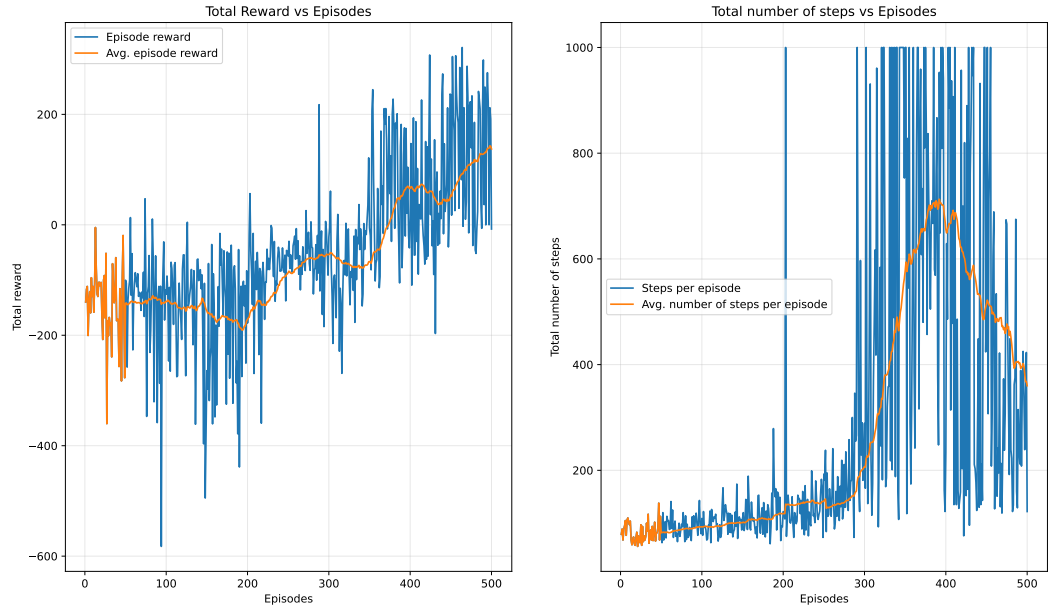 Total Reward vs Episodes
Episode reward
Avg. episode reward
200
0
−200
−400
−600
Total reward
0
100
200
300
400
500
Episodes
Total number of steps vs Episodes
1000
800
600
400
200
Total number of steps
Steps per episode
Avg. number of steps per episode
0
100
200
300
400
500
Episodes